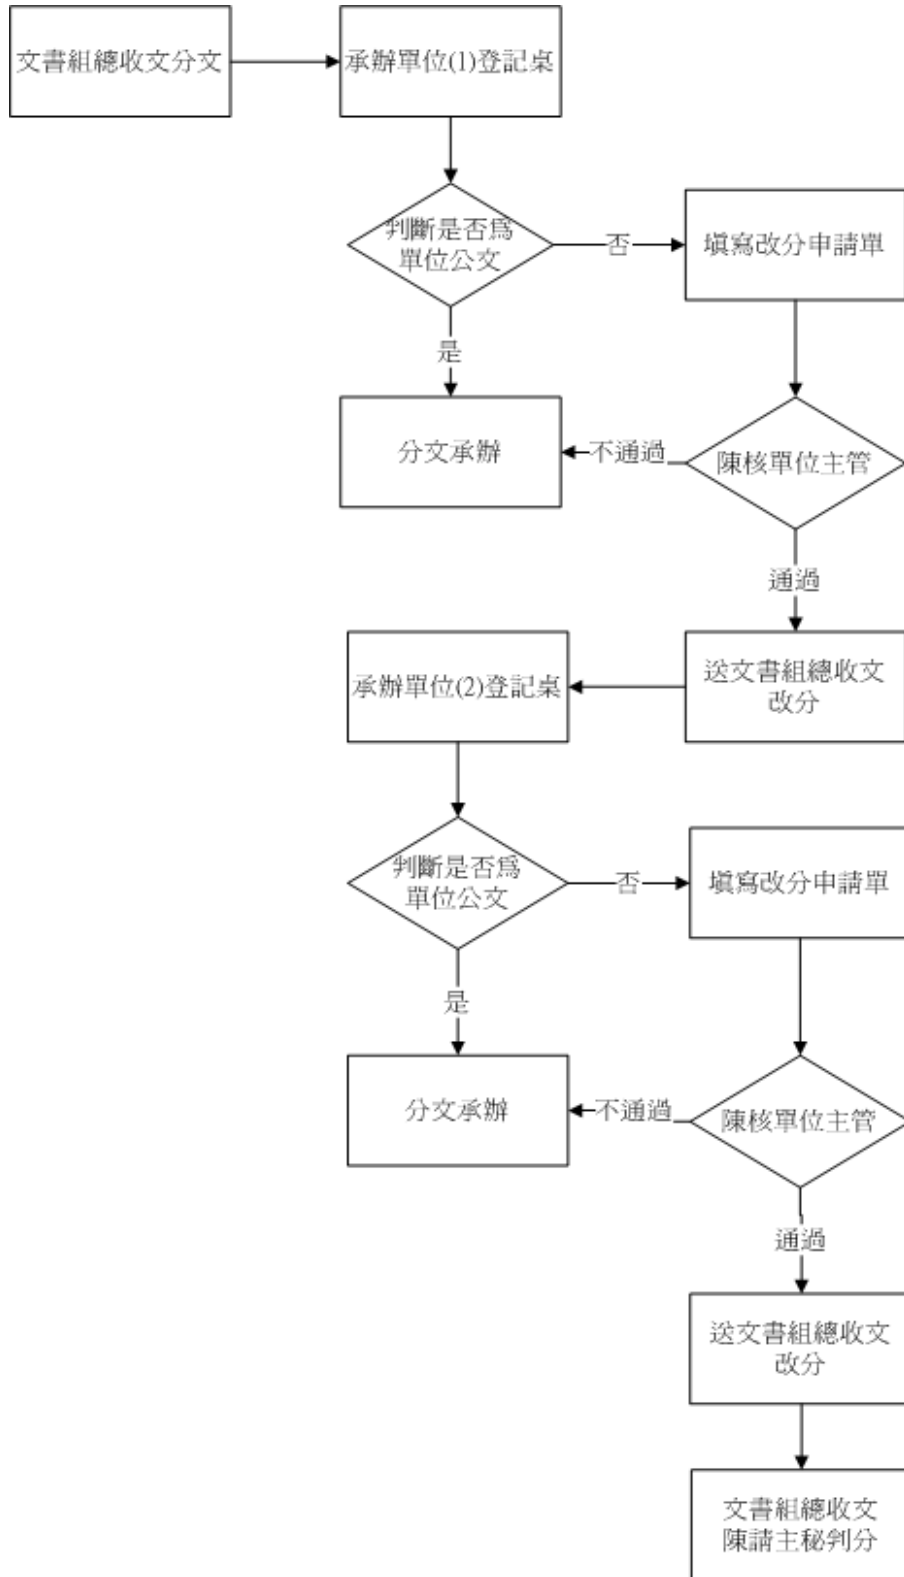 文書組總收文分文
承辦單位(1)登記桌
判斷是否爲
單位公文
否
填寫改分申請單
是
分文承辦
不通過
陳核單位主管
通過
承辦單位(2)登記桌
送文書組總收文
改分
判斷是否爲
單位公文
否
填寫改分申請單
是
分文承辦
不通過
陳核單位主管
通過
送文書組總收文
改分
文書組總收文
陳請主秘判分